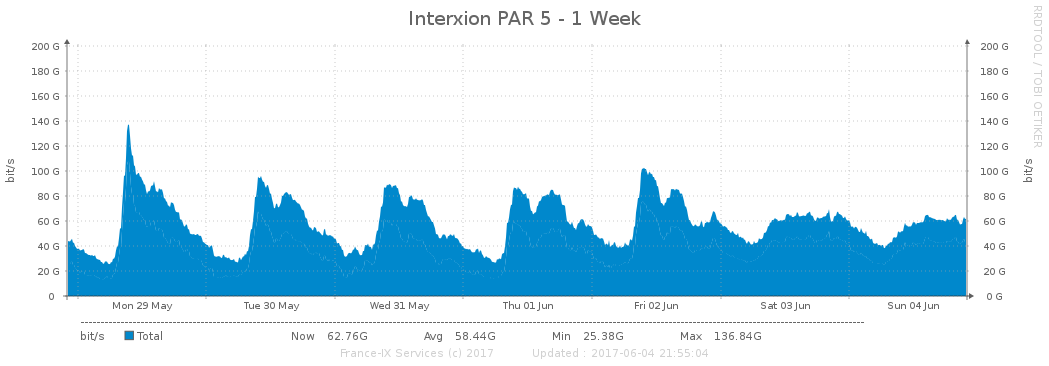 Interxion PAR 5 - 1 Week
RRDTOOL / TOBI OETIKER
bit/s
bit/s
200 G 200 G
180 G 180 G
160 G 160 G
140 G 140 G
120 G 120 G
100 G 100 G
80 G 80 G
60 G 60 G
40 G 40 G
20 G 20 G
0 0 G
Mon 29 May Tue 30 May Wed 31 May Thu 01 Jun Fri 02 Jun Sat 03 Jun Sun 04 Jun
bit/s Total Now 62.76G Avg 58.44G Min 25.38G Max 136.84G
France-IX Services (c) 2017 Updated : 2017-06-04 21:55:04